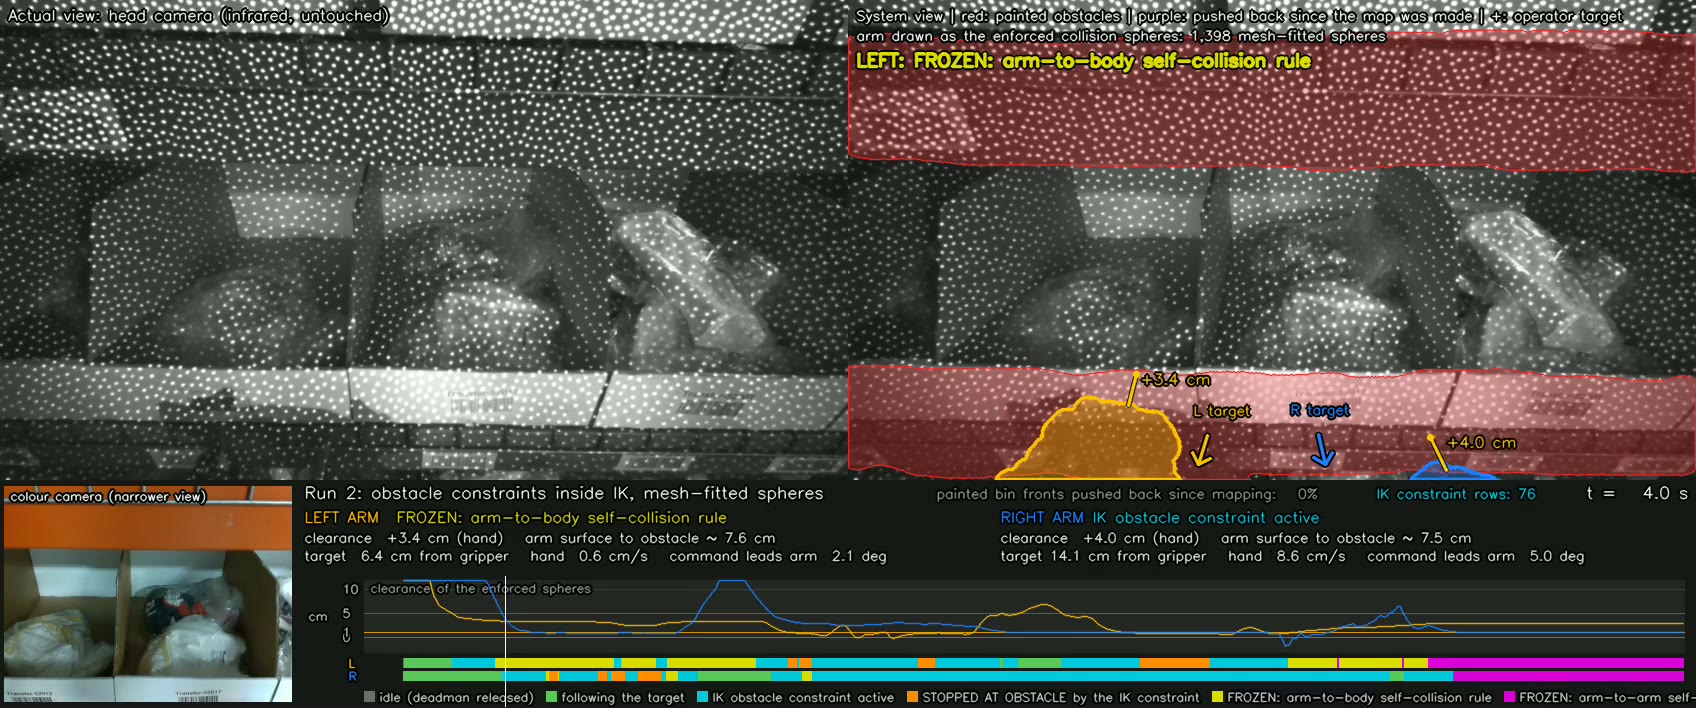 Actual view: head camera (infrared, untouched)
System view | red: painted obstacles | purple: pushed back since the map was made | +: operator target
arm drawn as the enforced collision spheres: 1,398 mesh-fitted spheres
LEFT: FROZEN: arm-to-body self-collision rule
+3.4 cm
L target
R target
+4.0 cm
colour camera (narrower view)
Transfer-02012
Transfer-02017
Run 2: obstacle constraints inside IK, mesh-fitted spheres
painted bin fronts pushed back since mapping: 0%
IK constraint rows: 76
t = 4.0 s
LEFT ARM FROZEN: arm-to-body self-collision rule
clearance +3.4 cm (hand) arm surface to obstacle ~ 7.6 cm
target 6.4 cm from gripper hand 0.6 cm/s command leads arm 2.1 deg
RIGHT ARM IK obstacle constraint active
clearance +4.0 cm (hand) arm surface to obstacle ~ 7.5 cm
target 14.1 cm from gripper hand 8.6 cm/s command leads arm 5.0 deg
clearance of the enforced spheres
cm
10
5
1
0
L
R
idle (deadman released)
following the target
IK obstacle constraint active
STOPPED AT OBSTACLE by the IK constraint
FROZEN: arm-to-body self-collision rule
FROZEN: arm-to-arm self-